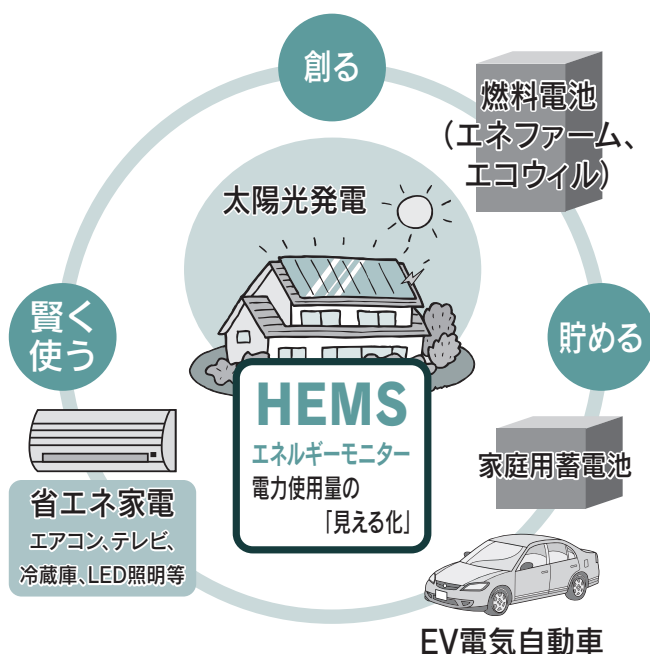 創る
燃料電池
（エネファーム、
エコウィル）
太陽光発電
賢く
使う
貯める
HEMS
エネルギーモニター
電力使用量の
「見える化」
家庭用蓄電池
省エネ家電
エアコン、テレビ、
冷蔵庫、LED照明等
EV電気自動車